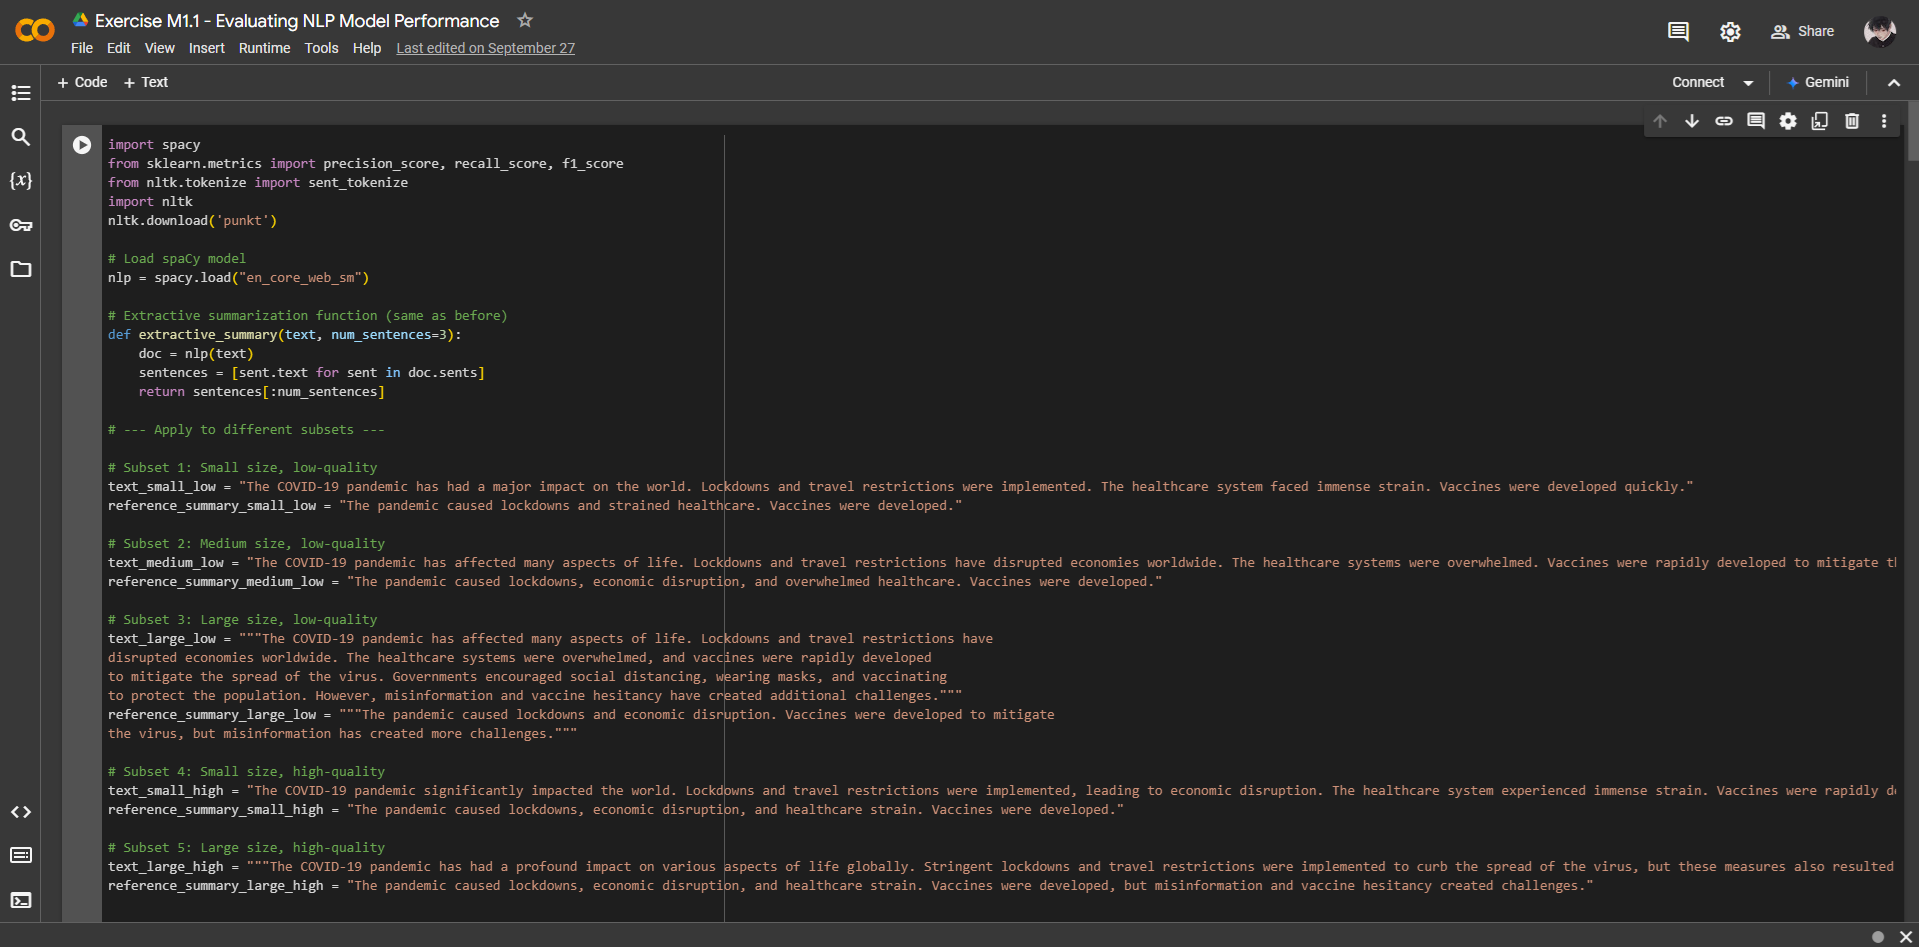 Exercise M1.1 - Evaluating NLP Model Performance
File Edit View Insert Runtime Tools Help Last edited on September 27
Share
+ Code + Text
Connect
Gemini
import spacy
from sklearn.metrics import precision_score, recall_score, f1_score
from nltk.tokenize import sent_tokenize
import nltk
nltk.download('punkt')
# Load spaCy model
nlp = spacy.load("en_core_web_sm")
# Extractive summarization function (same as before)
def extractive_summary(text, num_sentences=3):
    doc = nlp(text)
    sentences = [sent.text for sent in doc.sents]
    return sentences[:num_sentences]
# --- Apply to different subsets ---
# Subset 1: Small size, low-quality
text_small_low = "The COVID-19 pandemic has had a major impact on the world. Lockdowns and travel restrictions were implemented. The healthcare system faced immense strain. Vaccines were developed quickly."
reference_summary_small_low = "The pandemic caused lockdowns and strained healthcare. Vaccines were developed."
# Subset 2: Medium size, low-quality
text_medium_low = "The COVID-19 pandemic has affected many aspects of life. Lockdowns and travel restrictions have disrupted economies worldwide. The healthcare systems were overwhelmed. Vaccines were rapidly developed to mitigate
reference_summary_medium_low = "The pandemic caused lockdowns, economic disruption, and overwhelmed healthcare. Vaccines were developed."
# Subset 3: Large size, low-quality
text_large_low = """The COVID-19 pandemic has affected many aspects of life. Lockdowns and travel restrictions have
disrupted economies worldwide. The healthcare systems were overwhelmed, and vaccines were rapidly developed
to mitigate the spread of the virus. Governments encouraged social distancing, wearing masks, and vaccinating
to protect the population. However, misinformation and vaccine hesitancy have created additional challenges."""
reference_summary_large_low = """The pandemic caused lockdowns and economic disruption. Vaccines were developed to mitigate
the virus, but misinformation has created more challenges."""
# Subset 4: Small size, high-quality
text_small_high = "The COVID-19 pandemic significantly impacted the world. Lockdowns and travel restrictions were implemented, leading to economic disruption. The healthcare system experienced immense strain. Vaccines were rapidly
reference_summary_small_high = "The pandemic caused lockdowns, economic disruption, and healthcare strain. Vaccines were developed."
# Subset 5: Large size, high-quality
text_large_high = """The COVID-19 pandemic has had a profound impact on various aspects of life globally. Stringent lockdowns and travel restrictions were implemented to curb the spread of the virus, but these measures also resulted
reference_summary_large_high = "The pandemic caused lockdowns, economic disruption, and healthcare strain. Vaccines were developed, but misinformation and vaccine hesitancy created challenges."